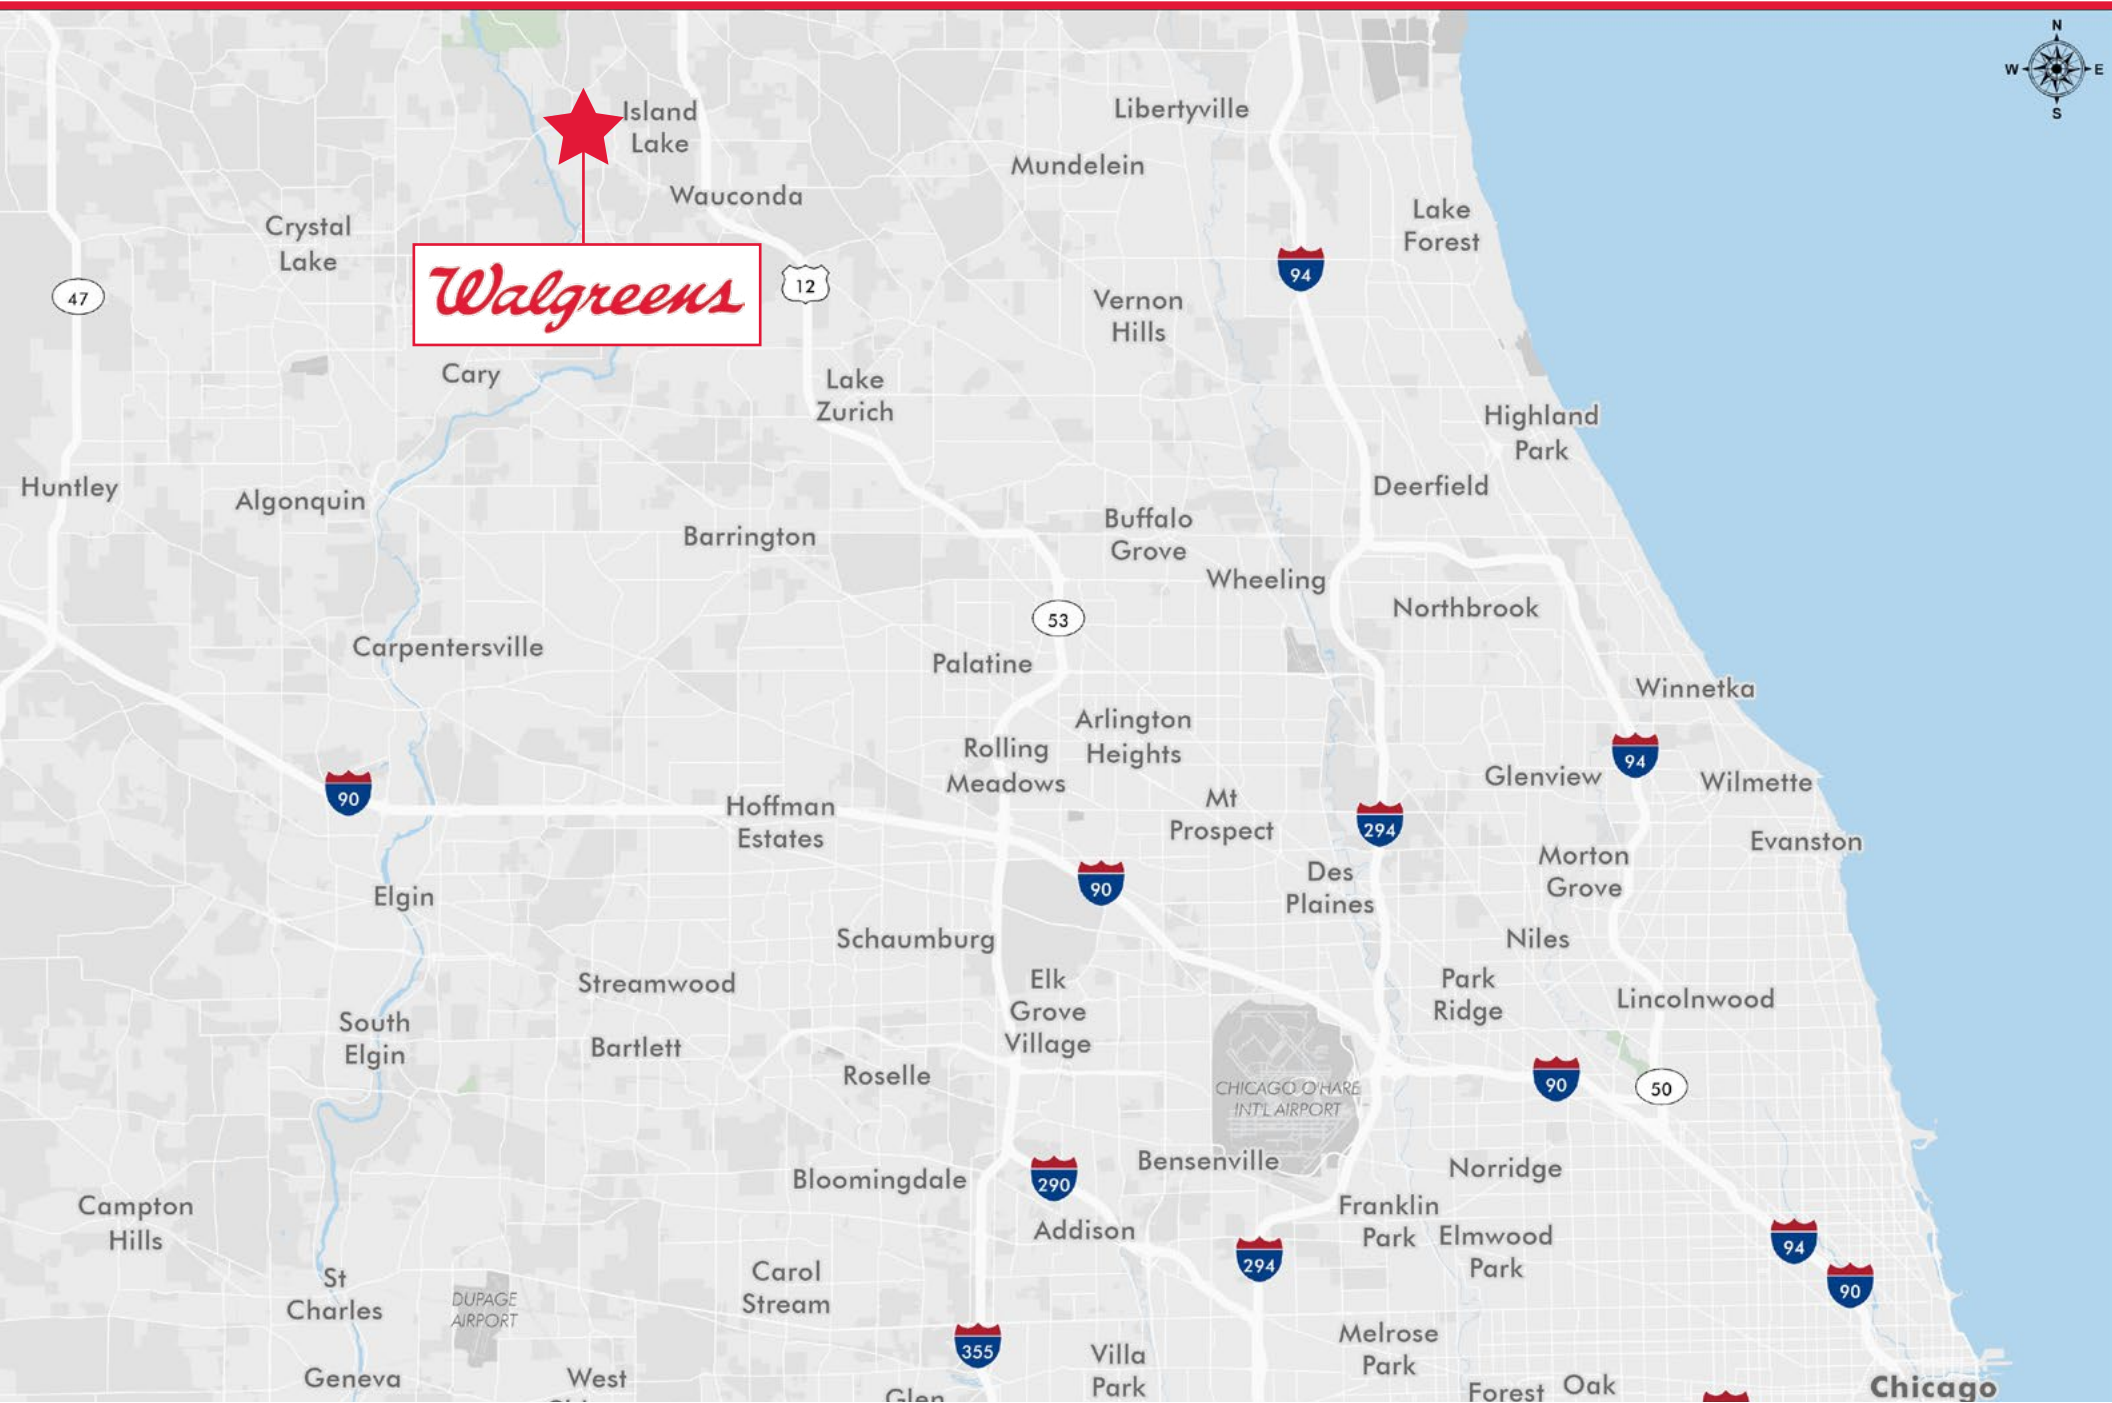 N
W
E
S
Island
Lake
Libertyville
Mundelein
Wauconda
Crystal
Lake
Lake
Forest
94
47
Walgreens
12
Vernon
Hills
Cary
Lake
Zurich
Highland
Park
Huntley
Algonquin
Deerfield
Barrington
Buffalo
Grove
Wheeling
Northbrook
53
Carpentersville
Palatine
Winnetka
Arlington
Heights
Rolling
Meadows
94
Glenview
Wilmette
90
Hoffman
Estates
Mt
Prospect
294
Evanston
Morton
Grove
90
Des
Plaines
Elgin
Schaumburg
Niles
Streamwood
Elk
Grove
Village
Park
Ridge
Lincolnwood
South
Elgin
Bartlett
Roselle
CHICAGO O'HARE
INT'L AIRPORT
90
50
Bloomingdale
290
Bensenville
Norridge
Campton
Hills
Addison
Franklin
Park
Elmwood
Park
294
94
90
St
Charles
DUPAGE
AIRPORT
Carol
Stream
355
Villa
Park
Melrose
Park
Geneva
West
Glen
Forest
Oak
Chicago